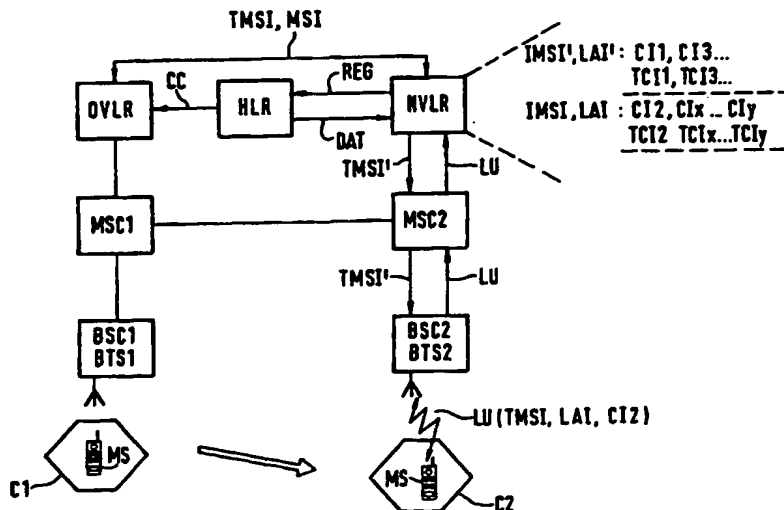 TMSI, MSI
OVLR
CC
HLR
REG
DAT
NVLR
IMSI', LAI' : CI1, CI3...
TCI1, TCI3...
IMSI, LAI : CI2, CIx ... CIy
TCI2 TCIx...TCIy
TMSI'
LU
MSC1
MSC2
TMSI'
LU
BSC1
BTS1
BSC2
BTS2
LU (TMSI, LAI, CI2)
MS
C1
MS
C2